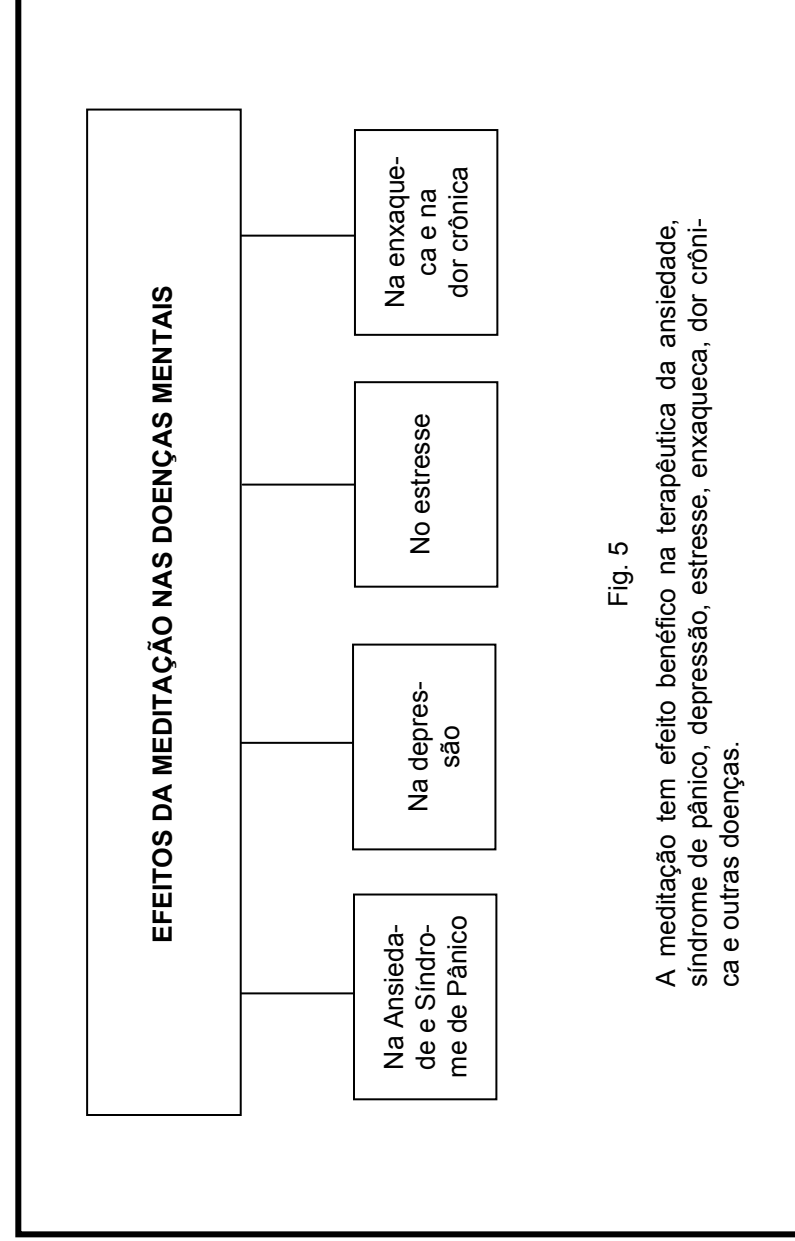 EFEITOS DA MEDITAÇÃO NAS DOENÇAS MENTAIS
Na Ansieda-
de e Síndro-
me de Pânico
Na depres-
são
No estresse
Na enxaque-
ca e na
dor crônica
Fig. 5
A meditação tem efeito benéfico na terapêutica da ansiedade,
síndrome de pânico, depressão, estresse, enxaqueca, dor crôni-
ca e outras doenças.